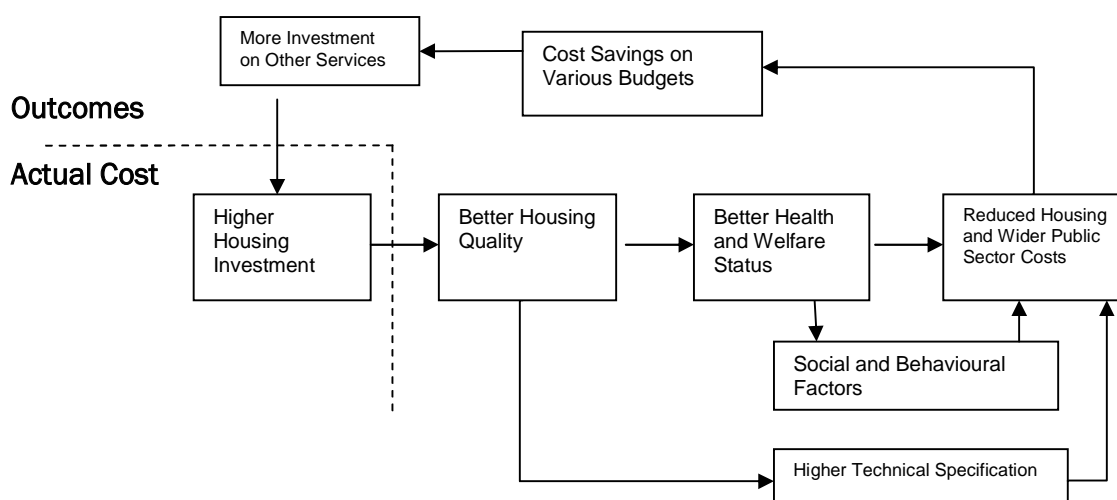 More Investment
on Other Services
Cost Savings on
Various Budgets
Outcomes
Actual Cost
Higher
Housing
Investment
Better Housing
Quality
Better Health
and Welfare
Status
Reduced Housing
and Wider Public
Sector Costs
Social and Behavioural
Factors
Higher Technical Specification